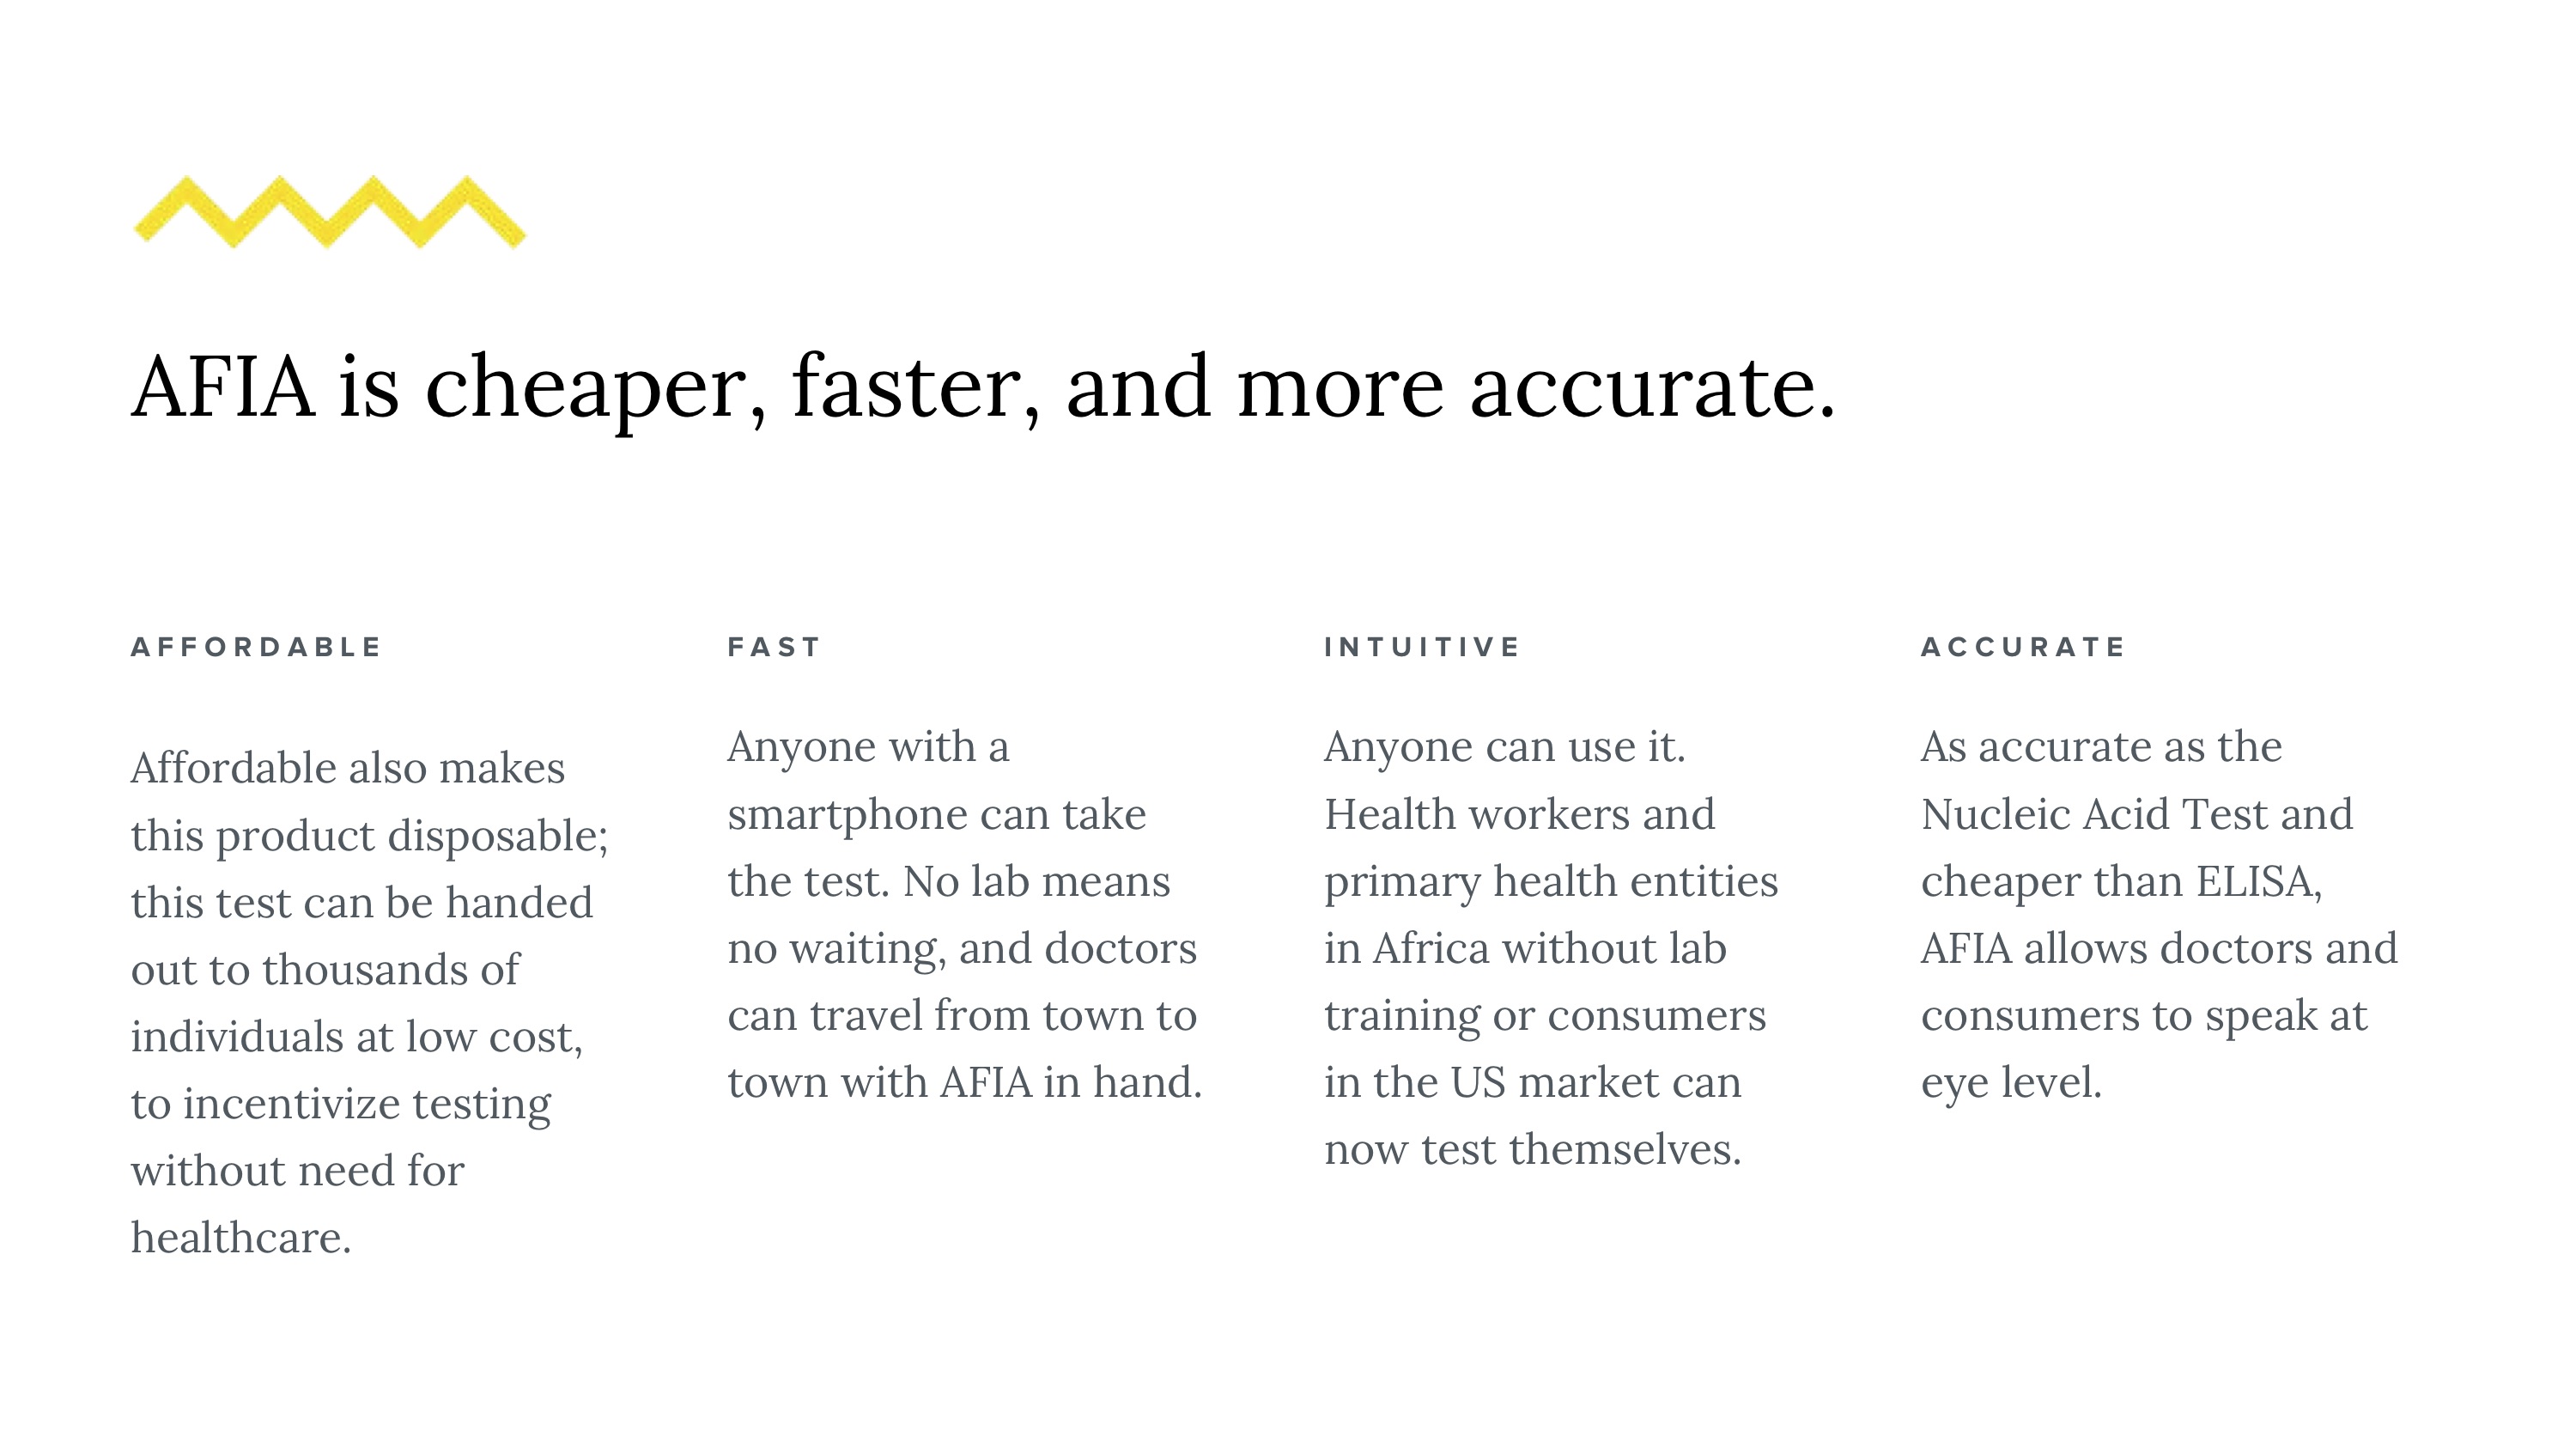 AFIA is cheaper, faster, and more accurate.
AFFORDABLE
Affordable also makes
this product disposable;
this test can be handed
out to thousands of
individuals at low cost,
to incentivize testing
without need for
healthcare.
FAST
Anyone with a
smartphone can take
the test. No lab means
no waiting, and doctors
can travel from town to
town with AFIA in hand.
INTUITIVE
Anyone can use it.
Health workers and
primary health entities
in Africa without lab
training or consumers
in the US market can
now test themselves.
ACCURATE
As accurate as the
Nucleic Acid Test and
cheaper than ELISA,
AFIA allows doctors and
consumers to speak at
eye level.